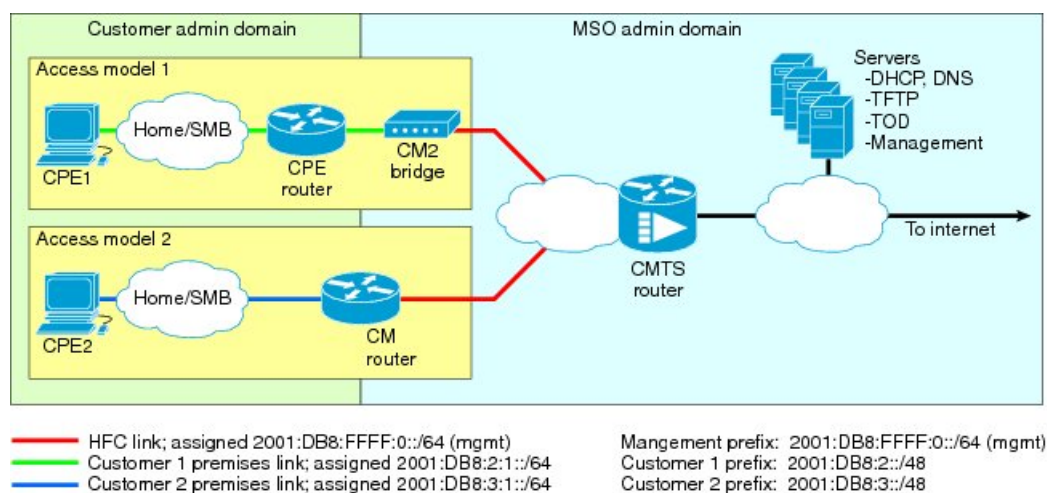 Customer admin domain
MSO admin domain
Access model 1
Home/SMB
CPE1
CPE
router
CM2
bridge
Servers
-DHCP, DNS
-TFTP
-TOD
-Management
Access model 2
Home/SMB
CPE2
CM
router
CMTS
router
To internet
HFC link; assigned 2001:DB8:FFFF:0::/64 (mgmt)
Customer 1 premises link; assigned 2001:DB8:2:1::/64
Customer 2 premises link; assigned 2001:DB8:3:1::/64
Mangement prefix: 2001:DB8:FFFF:0::/64 (mgmt)
Customer 1 prefix: 2001:DB8:2::/48
Customer 2 prefix: 2001:DB8:3::/48